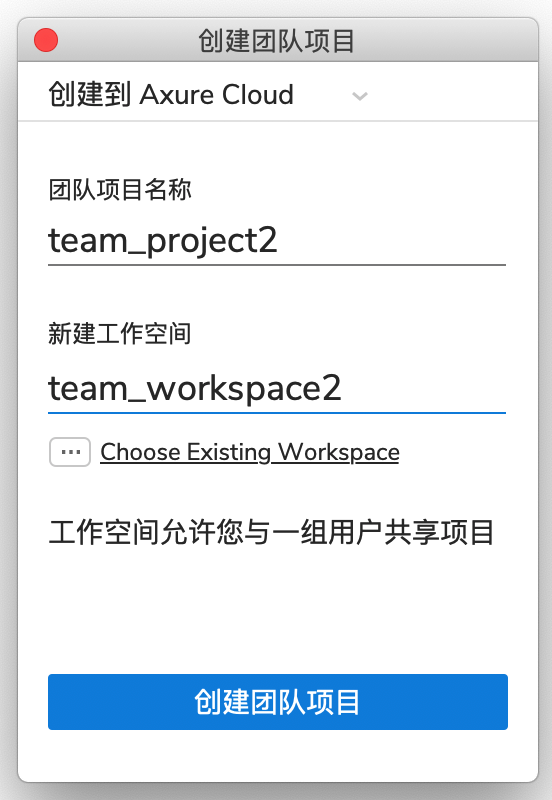 创建团队项目
创建到 Axure Cloud
团队项目名称
team_project2
新建工作空间
team_workspace2
··· Choose Existing Workspace
工作空间允许您与一组用户共享项目
创建团队项目